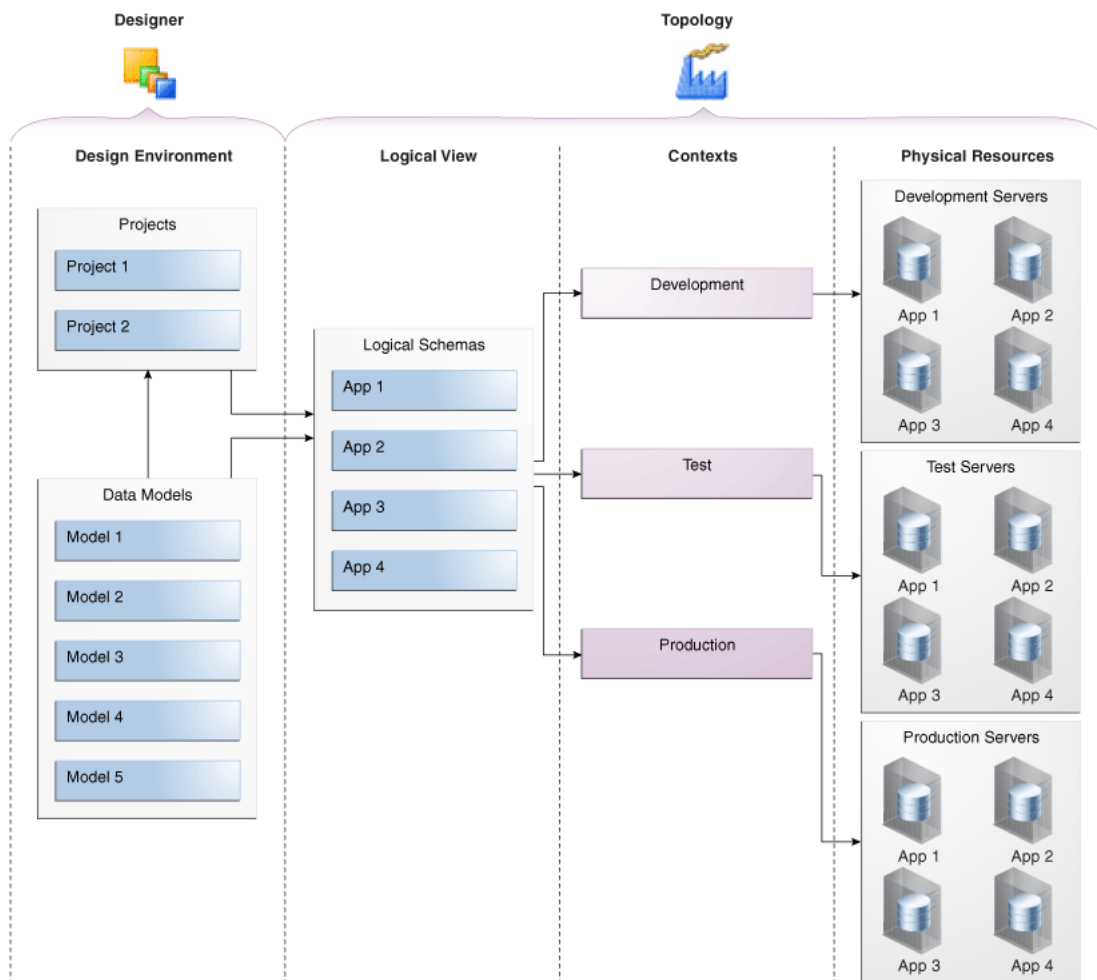 Designer
Topology
Design Environment
Logical View
Contexts
Physical Resources
Projects
Project 1
Project 2
Data Models
Model 1
Model 2
Model 3
Model 4
Model 5
Logical Schemas
App 1
App 2
App 3
App 4
Development
Test
Production
Development Servers
App 1
App 2
App 3
App 4
Test Servers
App 1
App 2
App 3
App 4
Production Servers
App 1
App 2
App 3
App 4